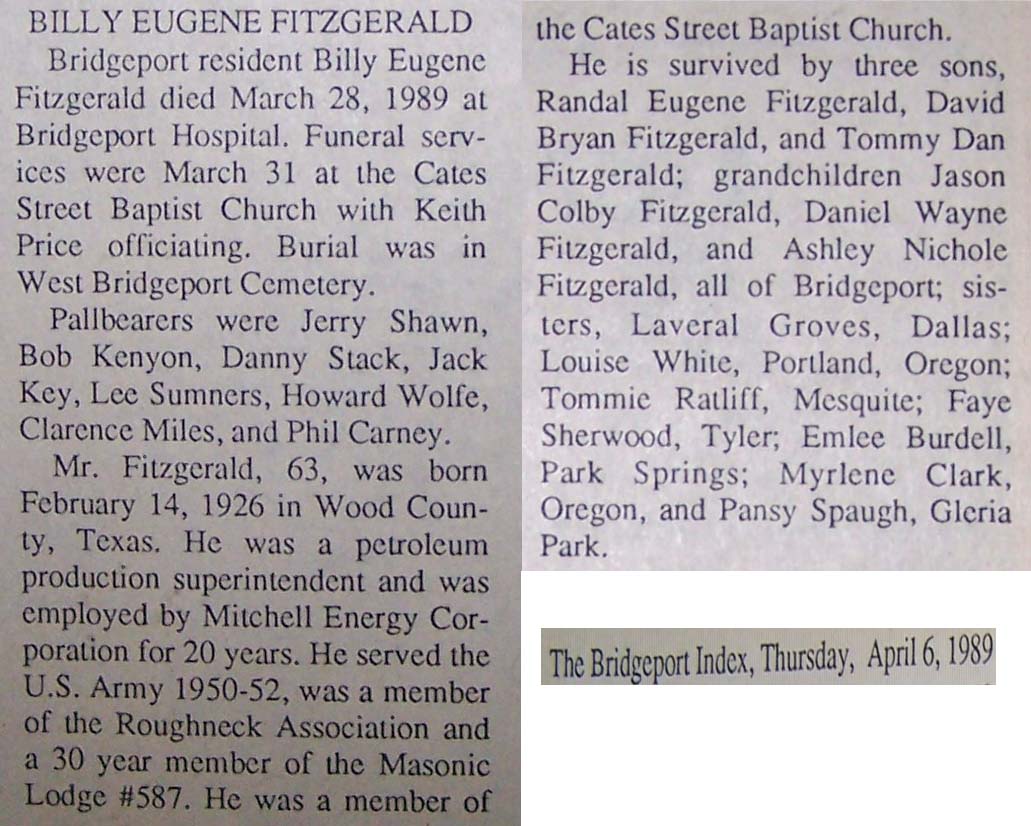 BILLY EUGENE FITZGERALD
Bridgeport resident Billy Eugene
Fitzgerald died March 28, 1989 at
Bridgeport Hospital. Funeral serv-
ices were March 31 at the Cates
Street Baptist Church with Keith
Price officiating. Burial was in
West Bridgeport Cemetery.
Pallbearers were Jerry Shawn,
Bob Kenyon, Danny Stack, Jack
Key, Lee Sumners, Howard Wolfe,
Clarence Miles, and Phil Carney.
Mr. Fitzgerald, 63, was born
February 14, 1926 in Wood Coun-
ty, Texas. He was a petroleum
production superintendent and was
employed by Mitchell Energy Cor-
poration for 20 years. He served the
U.S. Army 1950-52, was a member
of the Roughneck Association and
a 30 year member of the Masonic
Lodge #587. He was a member of
the Cates Street Baptist Church.
He is survived by three sons,
Randal Eugene Fitzgerald, David
Bryan Fitzgerald, and Tommy Dan
Fitzgerald; grandchildren Jason
Colby Fitzgerald, Daniel Wayne
Fitzgerald, and Ashley Nichole
Fitzgerald, all of Bridgeport; sis-
ters, Laveral Groves, Dallas;
Louise White, Portland, Oregon;
Tommie Ratliff, Mesquite; Faye
Sherwood, Tyler; Emlee Burdell,
Park Springs; Myrlene Clark,
Oregon, and Pansy Spaugh, Gleria
Park.
The Bridgeport Index, Thursday, April 6, 1989